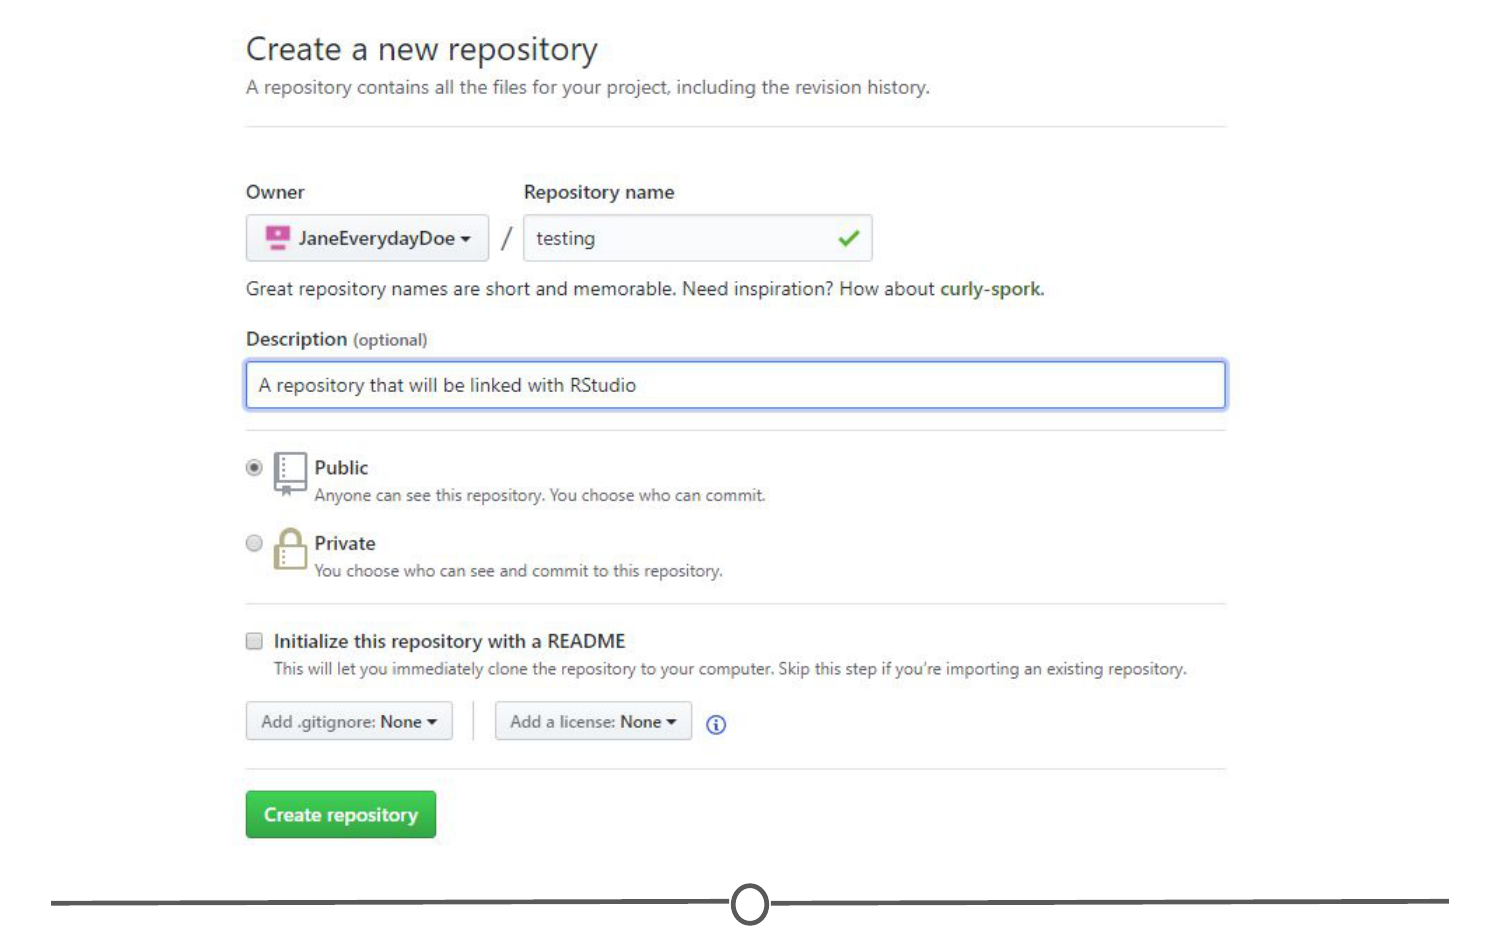 Create a new repository
A repository contains all the files for your project, including the revision history.
Owner
Repository name
JaneEverydayDoe / testing
Great repository names are short and memorable. Need inspiration? How about curly-spork.
Description (optional)
A repository that will be linked with RStudio
Public
Anyone can see this repository. You choose who can commit.
Private
You choose who can see and commit to this repository.
Initialize this repository with a README
This will let you immediately clone the repository to your computer. Skip this step if you're importing an existing repository.
Add .gitignore: None
Add a license: None
Create repository